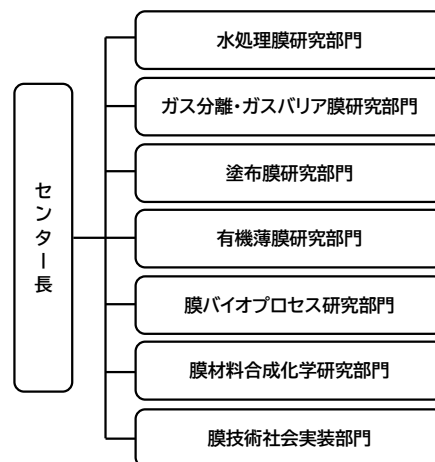 センター長
水処理膜研究部門
ガス分離・ガスバリア膜研究部門
塗布膜研究部門
有機薄膜研究部門
膜バイオプロセス研究部門
膜材料合成化学研究部門
膜技術社会実装部門